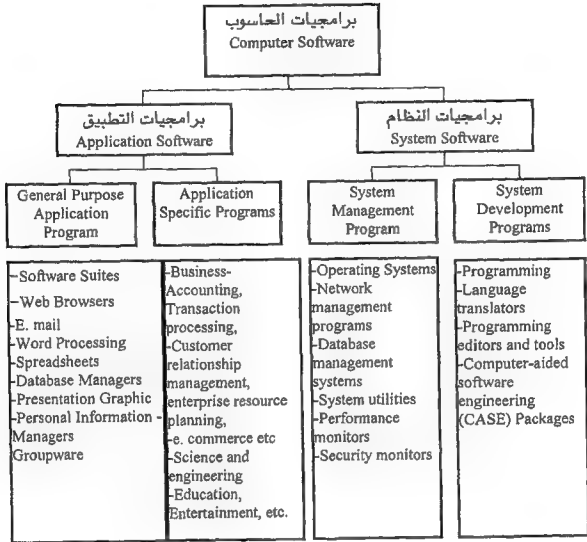 برامجيات الحاسوب
Computer Software
برامجيات التطبيق
Application Software
برامجيات النظام
System Software
General Purpose
Application
Program
Application
Specific Programs
System
Management
Program
System
Development
Programs
-Software Suites
-Web Browsers
-E. mail
-Word Processing
-Spreadsheets
-Database Managers
-Presentation Graphic
-Personal Information -
Managers
Groupware
-Business-
Accounting,
Transaction
processing,
-Customer
relationship
management,
enterprise resource
planning,
-e. commerce etc
-Science and
engineering
-Education,
Entertainment, etc.
-Operating Systems
-Network
management
programs
-Database
management
systems
-System utilities
-Performance
monitors
-Security monitors
-Programming
-Language
translators
-Programming
editors and tools
-Computer-aided
software
engineering
(CASE) Packages